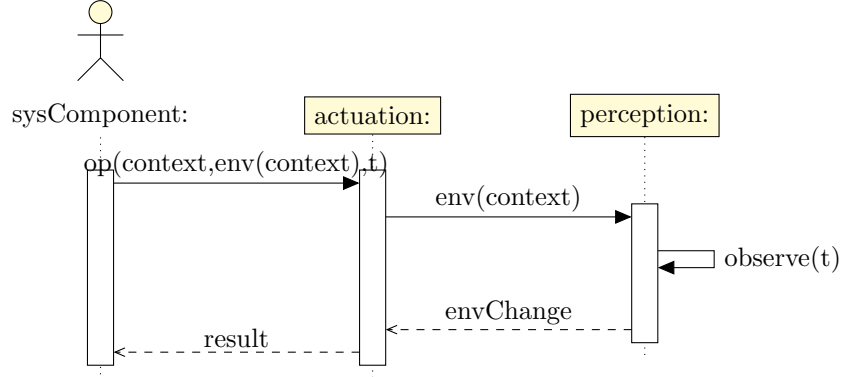 sysComponent:
actuation:
perception:
op(context,env(context),t)
env(context)
observe(t)
envChange
result